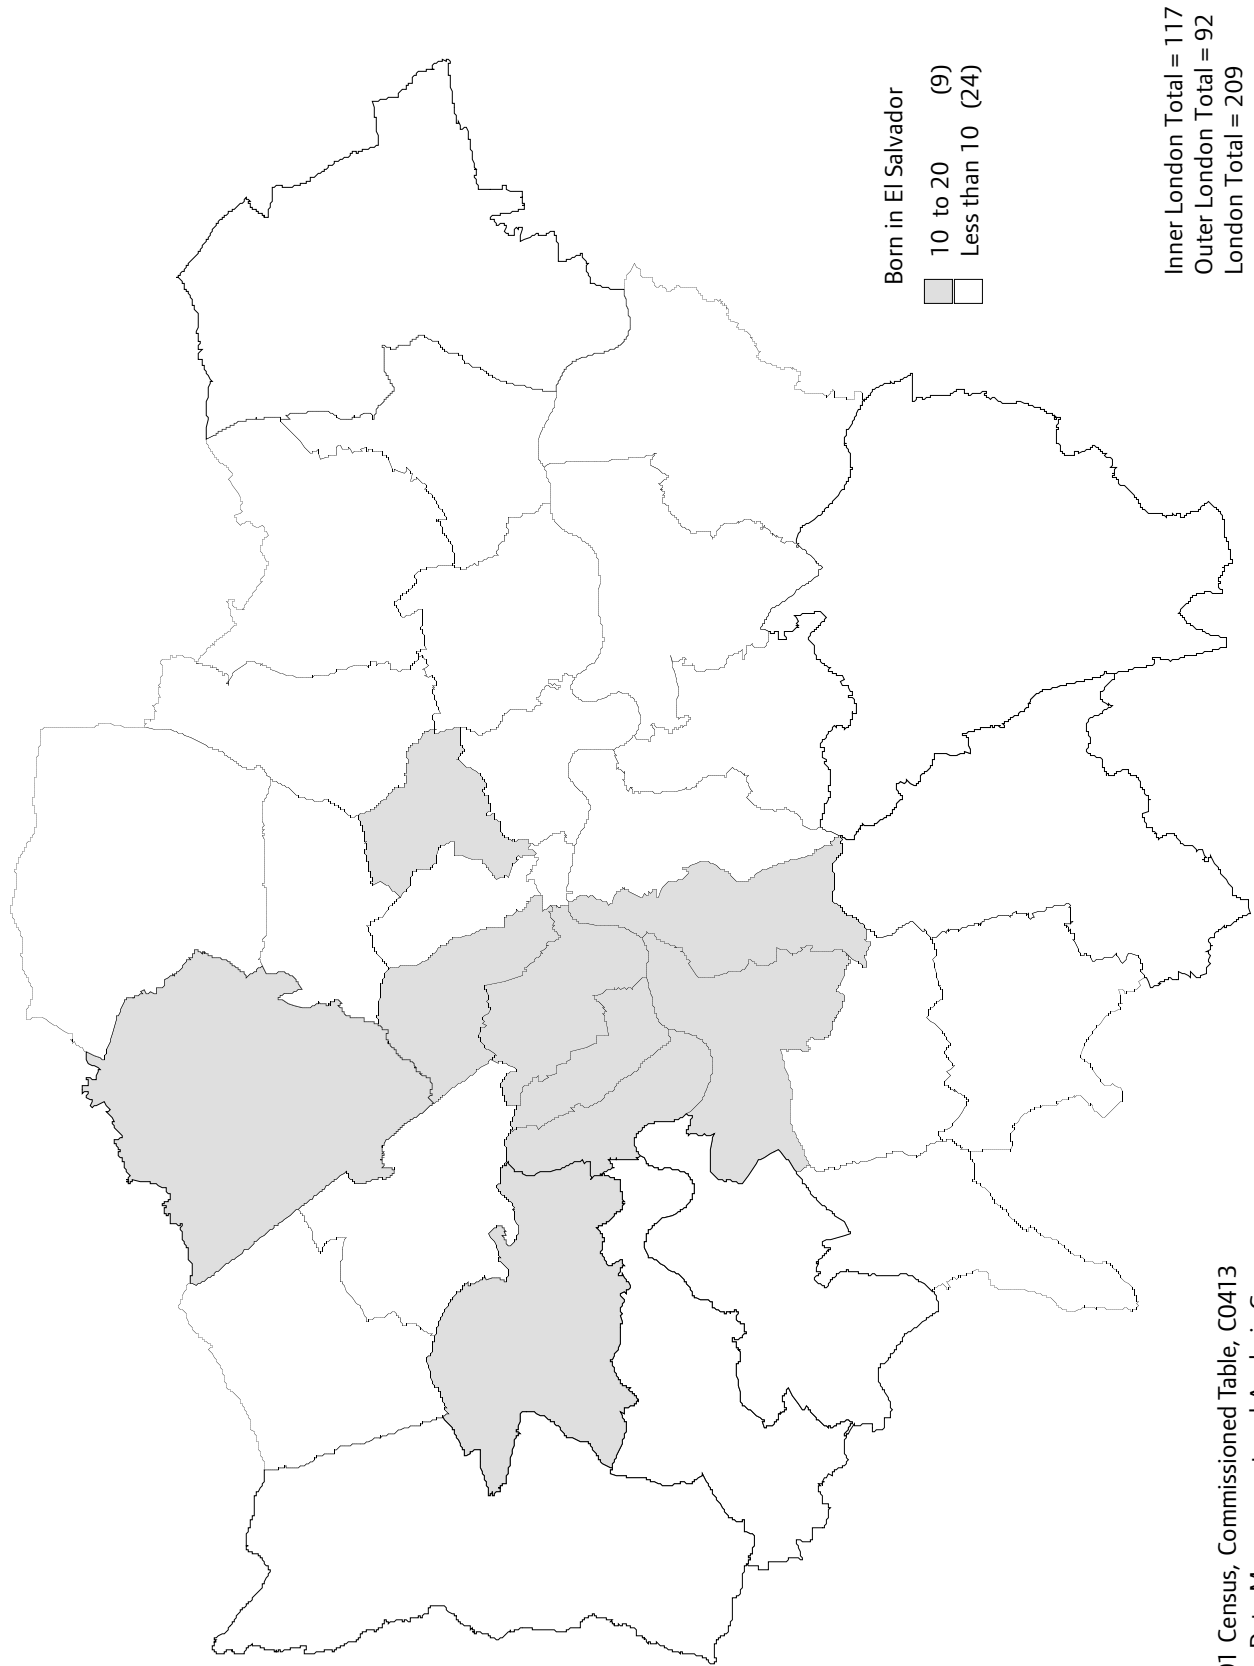 Born in El Salvador
10 to 20 (9)
Less than 10 (24)
Inner London Total = 117
Outer London Total = 92
London Total = 209
Census, Commissioned Table, C0413